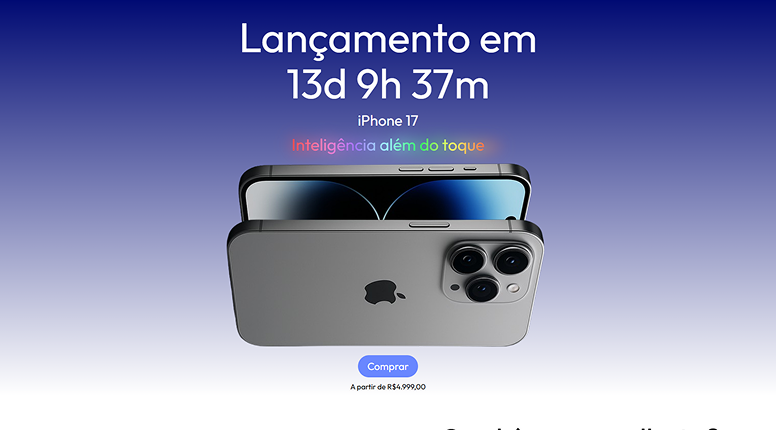 Lançamento em
13d 9h 37m
iPhone 17
Inteligência além do toque
Comprar
A partir de R$4.999,00